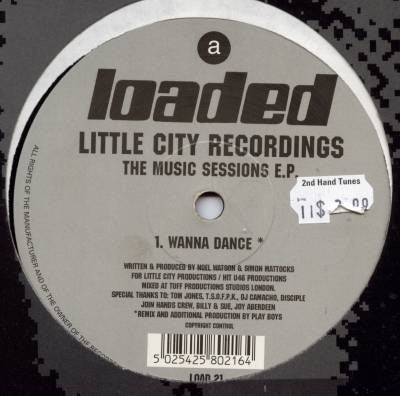 a
loaded
LITTLE CITY RECORDINGS
THE MUSIC SESSIONS E.P.
2nd Hand Tunes
1. WANNA DANCE *
WRITTEN & PRODUCED BY NOEL WATSON & SIMON MATTOCKS
FOR LITTLE CITY PRODUCTIONS / HIT U46 PRODUCTIONS
MIXED AT TUFF PRODUCTIONS STUDIOS LONDON.
SPECIAL THANKS TO: TOM JONES, T.S.O.F.P.K., DJ CAMACHO, DISCIPLE
JOIN HANDS CREW, BILLY & SUE, JOY ABERDEEN
*REMIX AND ADDITIONAL PRODUCTION BY PLAY BOYS
COPYRIGHT CONTROL
5 025425 802164
LOAD 21
ALL RIGHTS OF THE MANUFACTURER AND OF THE OWNER OF THE